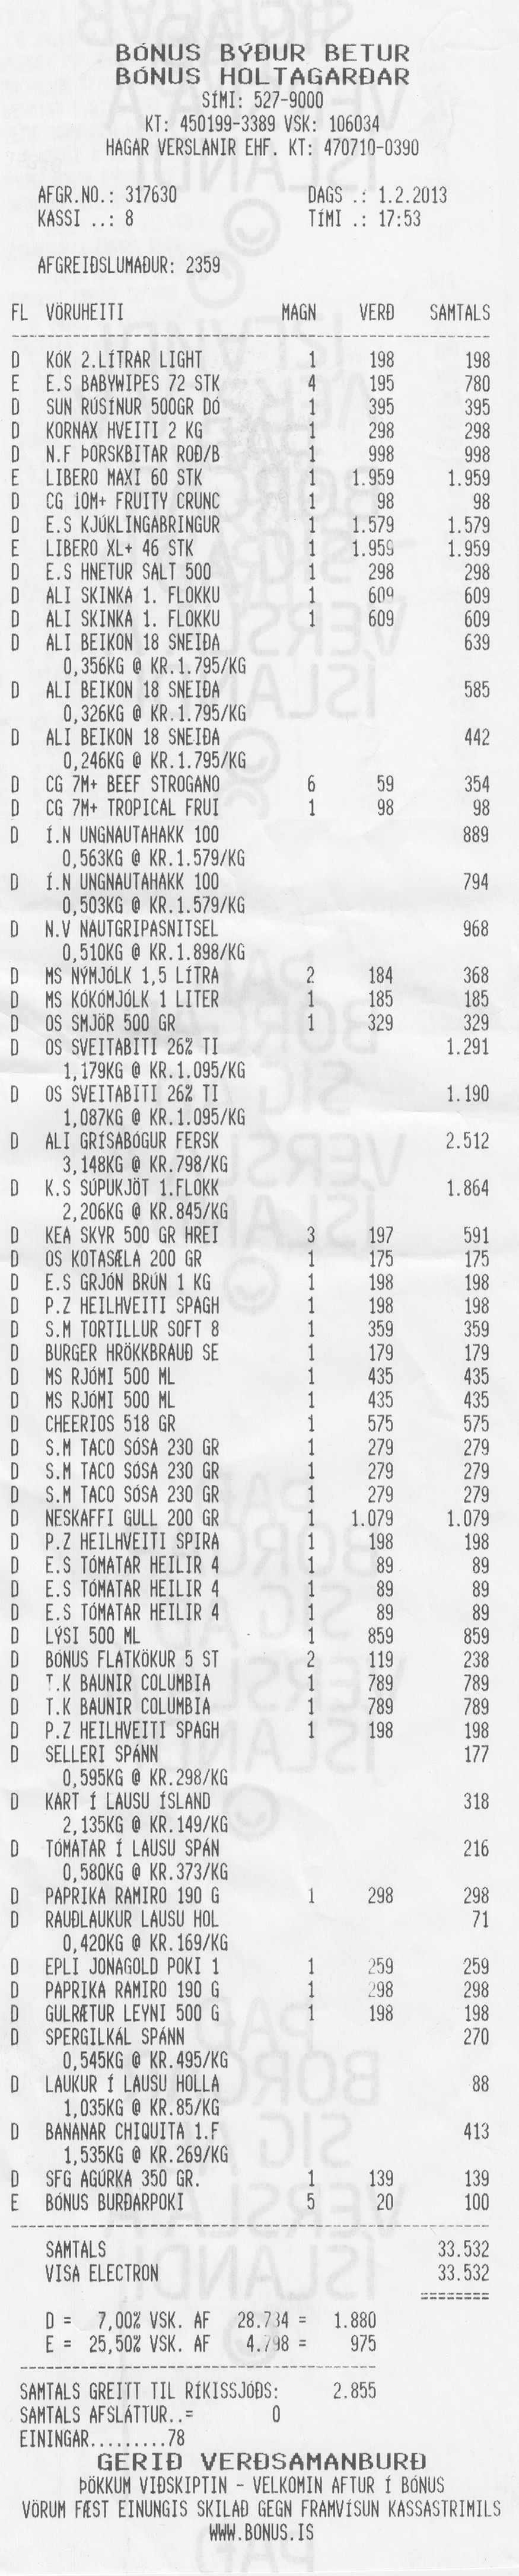 BÓNUS BÝÐUR BETUR
BÓNUS HOLTAGARÐAR
SÍMI: 527-9000
KT: 450199-3389 VSK: 106034
HAGAR VERSLANIR EHF. KT: 470710-0390
AFGR.NO.: 317630 DAGS .: 1.2.2013
KASSI ..: 8 TÍMI .: 17:53
AFGREIÐSLUMAÐUR: 2359
FL VÖRUHEITI MAGN VERÐ SAMTALS
D KÓK 2.LÍTRAR LIGHT 1 198 198
E E.S BABYWIPES 72 STK 4 195 780
D SUN RÚSÍNUR 500GR DÓ 1 395 395
D KORNAX HVEITI 2 KG 1 298 298
D N.F ÞORSKBITAR ROÐ/B 1 998 998
E LIBERO MAXI 60 STK 1 1.959 1.959
D CG 10M+ FRUITY CRUNC 1 98 98
D E.S KJÚKLINGABRINGUR 1 1.579 1.579
E LIBERO XL+ 46 STK 1 1.959 1.959
D E.S HNETUR SALT 500 1 298 298
D ALI SKINKA 1. FLOKKU 1 609 609
D ALI SKINKA 1. FLOKKU 1 609 609
D ALI BEIKON 18 SNEIÐA 639
0,356KG @ KR.1.795/KG
D ALI BEIKON 18 SNEIÐA 585
0,326KG @ KR.1.795/KG
D ALI BEIKON 18 SNEIÐA 442
0,246KG @ KR.1.795/KG
D CG 7M+ BEEF STROGANO 6 59 354
D CG 7M+ TROPICAL FRUI 1 98 98
D Í.N UNGNAUTAHAKK 100 889
0,563KG @ KR.1.579/KG
D Í.N UNGNAUTAHAKK 100 794
0,503KG @ KR.1.579/KG
D N.V NAUTGRIPASNITSEL 968
0,510KG @ KR.1.898/KG
D MS NÝMJÓLK 1,5 LÍTRA 2 184 368
D MS KÓKÓMJÓLK 1 LITER 1 185 185
D OS SMJÖR 500 GR 1 329 329
D OS SVEITABITI 26% TI 1.291
1,179KG @ KR.1.095/KG
D OS SVEITABITI 26% TI 1.190
1,087KG @ KR.1.095/KG
D ALI GRÍSABÓGUR FERSK 2.512
3,148KG @ KR.798/KG
D K.S SÚPUKJÖT 1.FLOKK 1.864
2,206KG @ KR.845/KG
D KEA SKYR 500 GR HREI 3 197 591
D OS KOTASÆLA 200 GR 1 175 175
D E.S GRJÓN BRÚN 1 KG 1 198 198
D P.Z HEILHVEITI SPAGH 1 198 198
D S.M TORTILLUR SOFT 8 1 359 359
D BURGER HRÖKKBRAUÐ SE 1 179 179
D MS RJÓMI 500 ML 1 435 435
D MS RJÓMI 500 ML 1 435 435
D CHEERIOS 518 GR 1 575 575
D S.M TACO SÓSA 230 GR 1 279 279
D S.M TACO SÓSA 230 GR 1 279 279
D S.M TACO SÓSA 230 GR 1 279 279
D NESKAFFI GULL 200 GR 1 1.079 1.079
D P.Z HEILHVEITI SPIRA 1 198 198
D E.S TÓMATAR HEILIR 4 1 89 89
D E.S TÓMATAR HEILIR 4 1 89 89
D E.S TÓMATAR HEILIR 4 1 89 89
D LÝSI 500 ML 1 859 859
D BÓNUS FLATKÖKUR 5 ST 2 119 238
D T.K BAUNIR COLUMBIA 1 789 789
D T.K BAUNIR COLUMBIA 1 789 789
D P.Z HEILHVEITI SPAGH 1 198 198
D SELLERI SPÁNN 177
0,595KG @ KR.298/KG
D KART Í LAUSU ÍSLAND 318
2,135KG @ KR.149/KG
D TÓMATAR Í LAUSU SPÁN 216
0,580KG @ KR.373/KG
D PAPRIKA RAMIRO 190 G 1 298 298
D RAUÐLAUKUR LAUSU HOL 71
0,420KG @ KR.169/KG
D EPLI JONAGOLD POKI 1 1 259 259
D PAPRIKA RAMIRO 190 G 1 298 298
D GULRÆTUR LEYNI 500 G 1 198 198
D SPERGILKÁL SPÁNN 270
0,545KG @ KR.495/KG
D LAUKUR Í LAUSU HOLLA 88
1,035KG @ KR.85/KG
D BANANAR CHIQUITA 1.F 413
1,535KG @ KR.269/KG
D SFG AGÚRKA 350 GR. 1 139 139
E BÓNUS BURÐARPOKI 5 20 100
SAMTALS 33.532
VISA ELECTRON 33.532
========
D = 7,00% VSK. AF 28.734 = 1.880
E = 25,50% VSK. AF 4.798 = 975
SAMTALS GREITT TIL RÍKISSJÓÐS: 2.855
SAMTALS AFSLÁTTUR..= 0
EININGAR.........78
GERIÐ VERÐSAMANBURÐ
ÞÖKKUM VIÐSKIPTIN - VELKOMIN AFTUR Í BÓNUS
VÖRUM FÆST EINUNGIS SKILAÐ GEGN FRAMVÍSUN KASSASTRIMILS
WWW.BONUS.IS